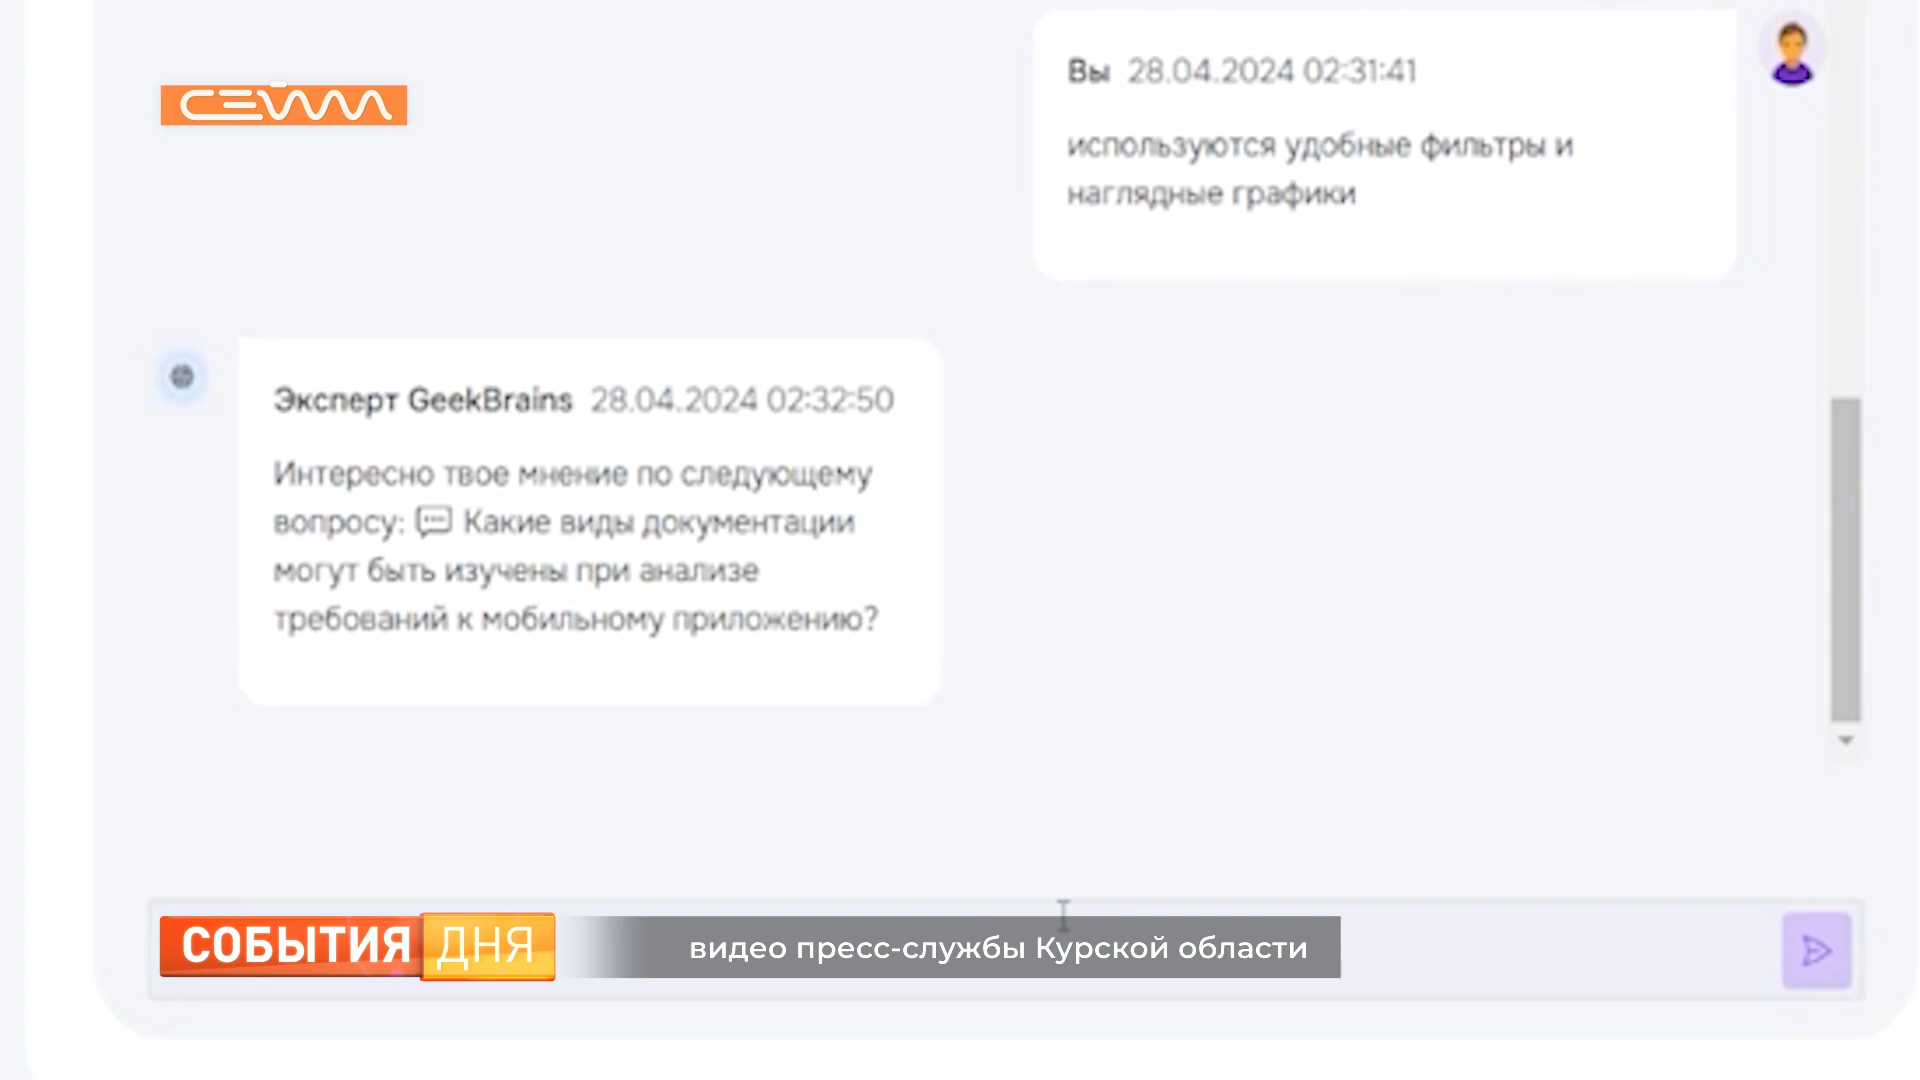 Вы 28.04.2024 02:31:41
используются удобные фильтры и
наглядные графики
СЕЙМ
Эксперт GeekBrains 28.04.2024 02:32:50
Интересно твое мнение по следующему
вопросу: 💬 Какие виды документации
могут быть изучены при анализе
требований к мобильному приложению?
СОБЫТИЯ ДНЯ
видео пресс-службы Курской области